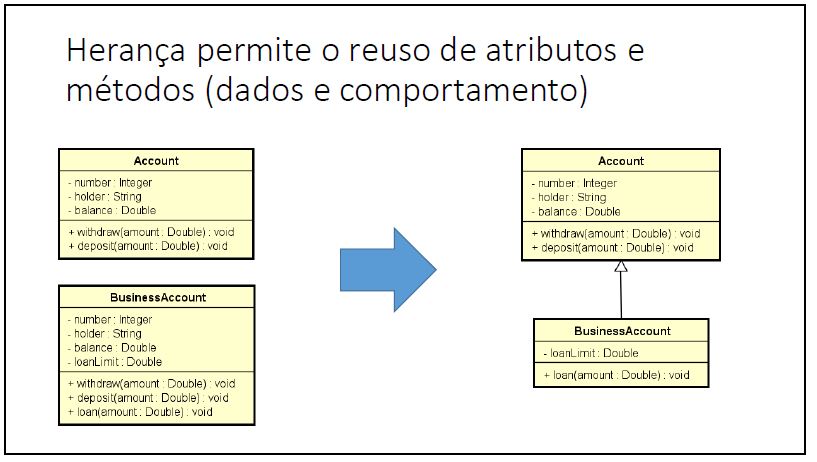 Herança permite o reuso de atributos e
métodos (dados e comportamento)
Account
- number : Integer
- holder : String
- balance : Double
+ withdraw(amount : Double) : void
+ deposit(amount : Double) : void
BusinessAccount
- number : Integer
- holder : String
- balance : Double
- loanLimit : Double
+ withdraw(amount : Double) : void
+ deposit(amount : Double) : void
+ loan(amount : Double) : void
Account
- number : Integer
- holder : String
- balance : Double
+ withdraw(amount : Double) : void
+ deposit(amount : Double) : void
BusinessAccount
- loanLimit : Double
+ loan(amount : Double) : void